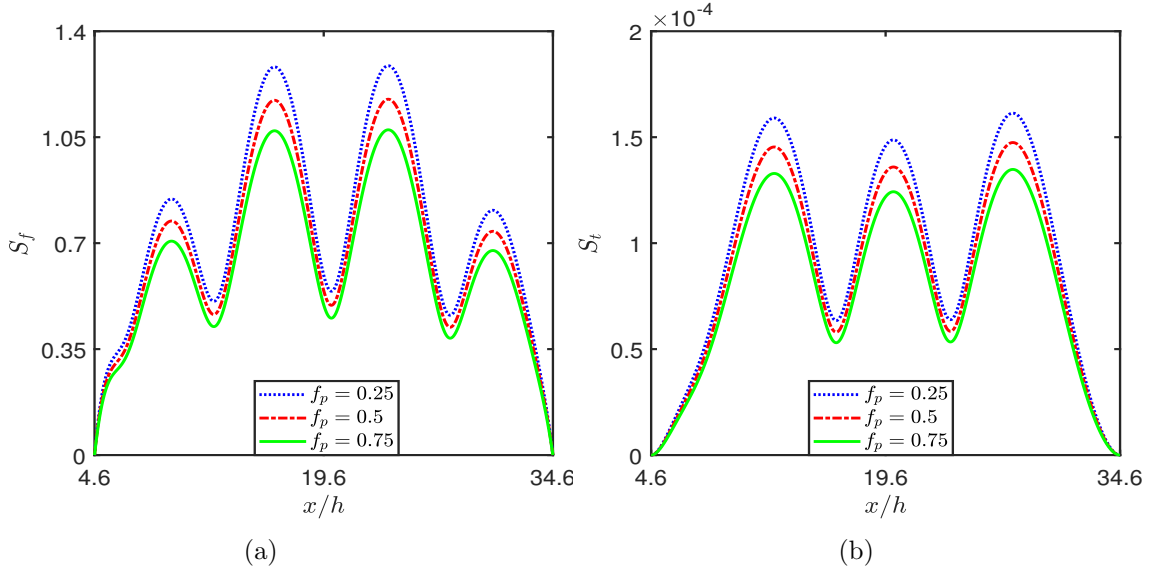 1.4
1.05
0.7
0.35
0
S_f
f_p = 0.25
f_p = 0.5
f_p = 0.75
4.6
19.6
34.6
x/h
(a)
×10^-4
2
1.5
1
0.5
0
S_t
f_p = 0.25
f_p = 0.5
f_p = 0.75
4.6
19.6
34.6
x/h
(b)